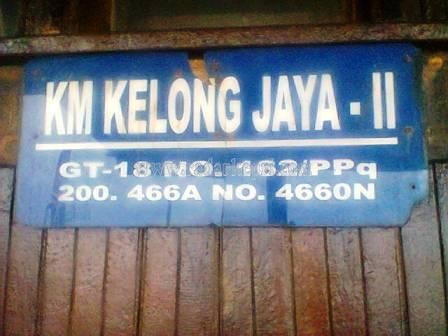 KM KELONG JAYA - II
GT-18 NO. 162/PPq
200. 466A NO. 4660N